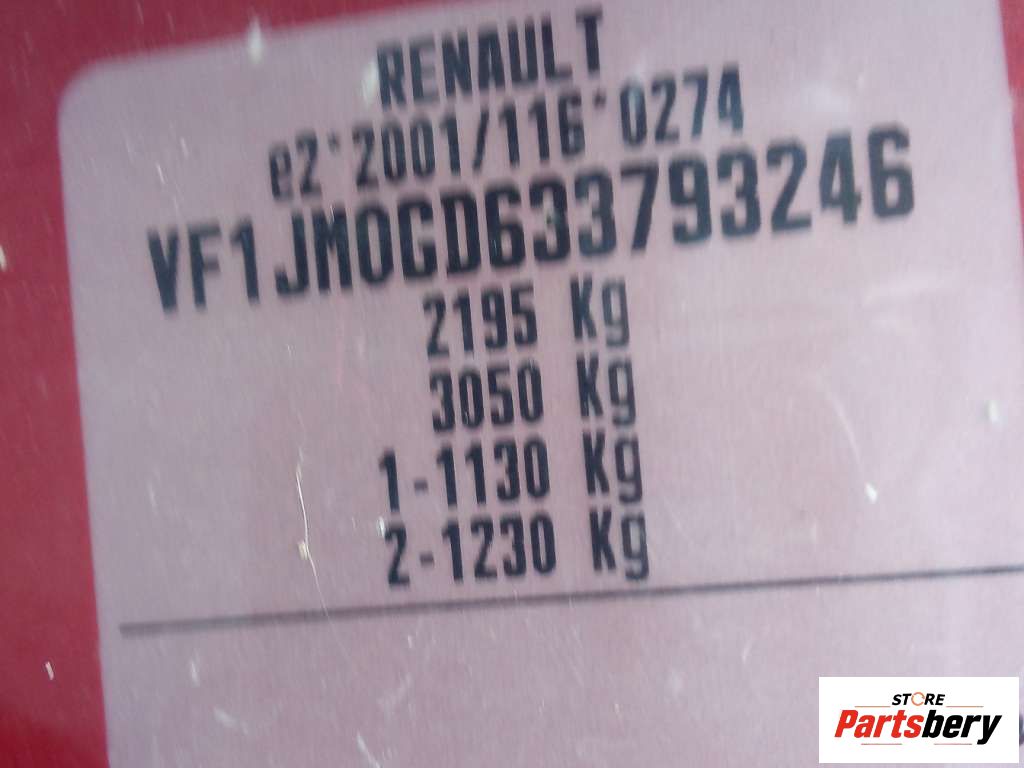 RENAULT
e2*2001/116*0274
VF1JM0GD633793246
2195 Kg
3050 Kg
1-1130 Kg
2-1230 Kg
STORE
Partsbery